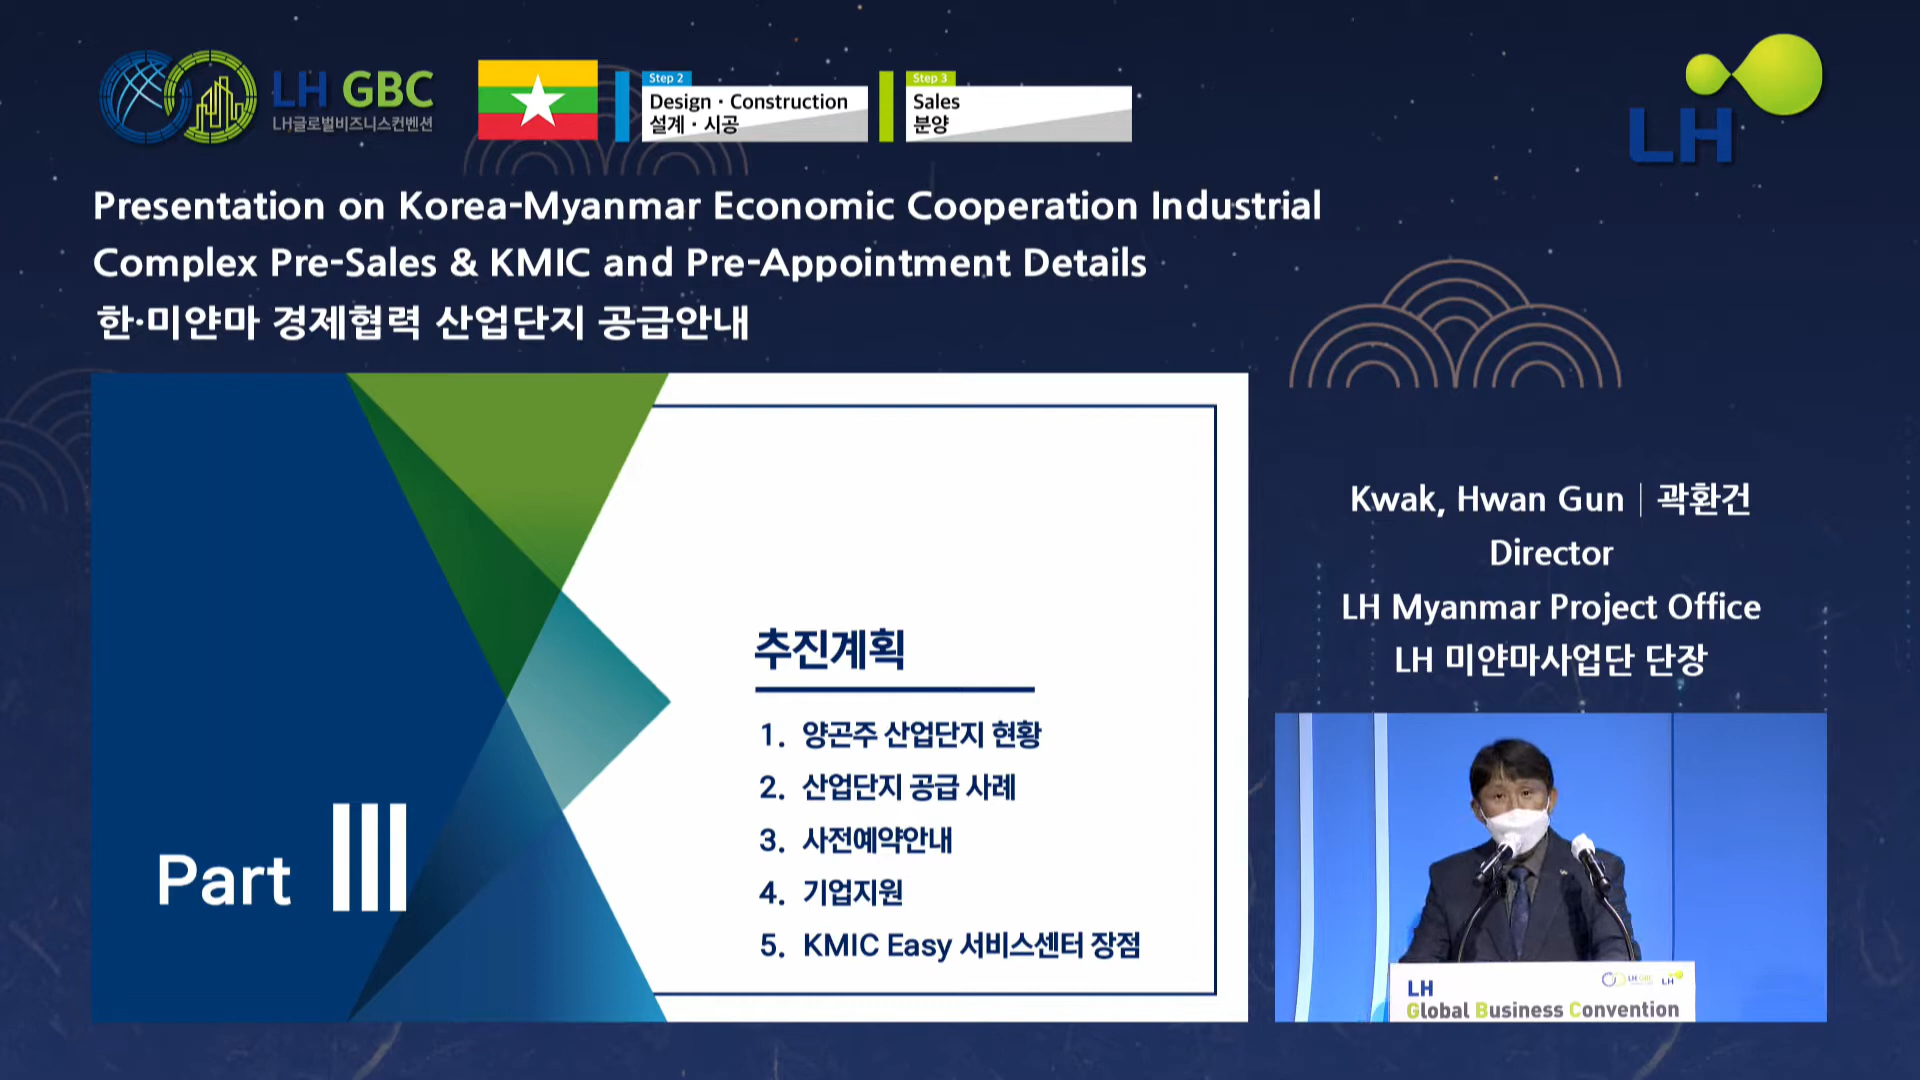 LH GBC
LH글로벌비즈니스컨벤션
Step 2
Design · Construction
설계 · 시공
Step 3
Sales
분양
LH
Presentation on Korea-Myanmar Economic Cooperation Industrial
Complex Pre-Sales & KMIC and Pre-Appointment Details
한·미얀마 경제협력 산업단지 공급안내
Part III
추진계획
1. 양곤주 산업단지 현황
2. 산업단지 공급 사례
3. 사전예약안내
4. 기업지원
5. KMIC Easy 서비스센터 장점
Kwak, Hwan Gun | 곽환건
Director
LH Myanmar Project Office
LH 미얀마사업단 단장
LH GBC
LH
LH
Global Business Convention